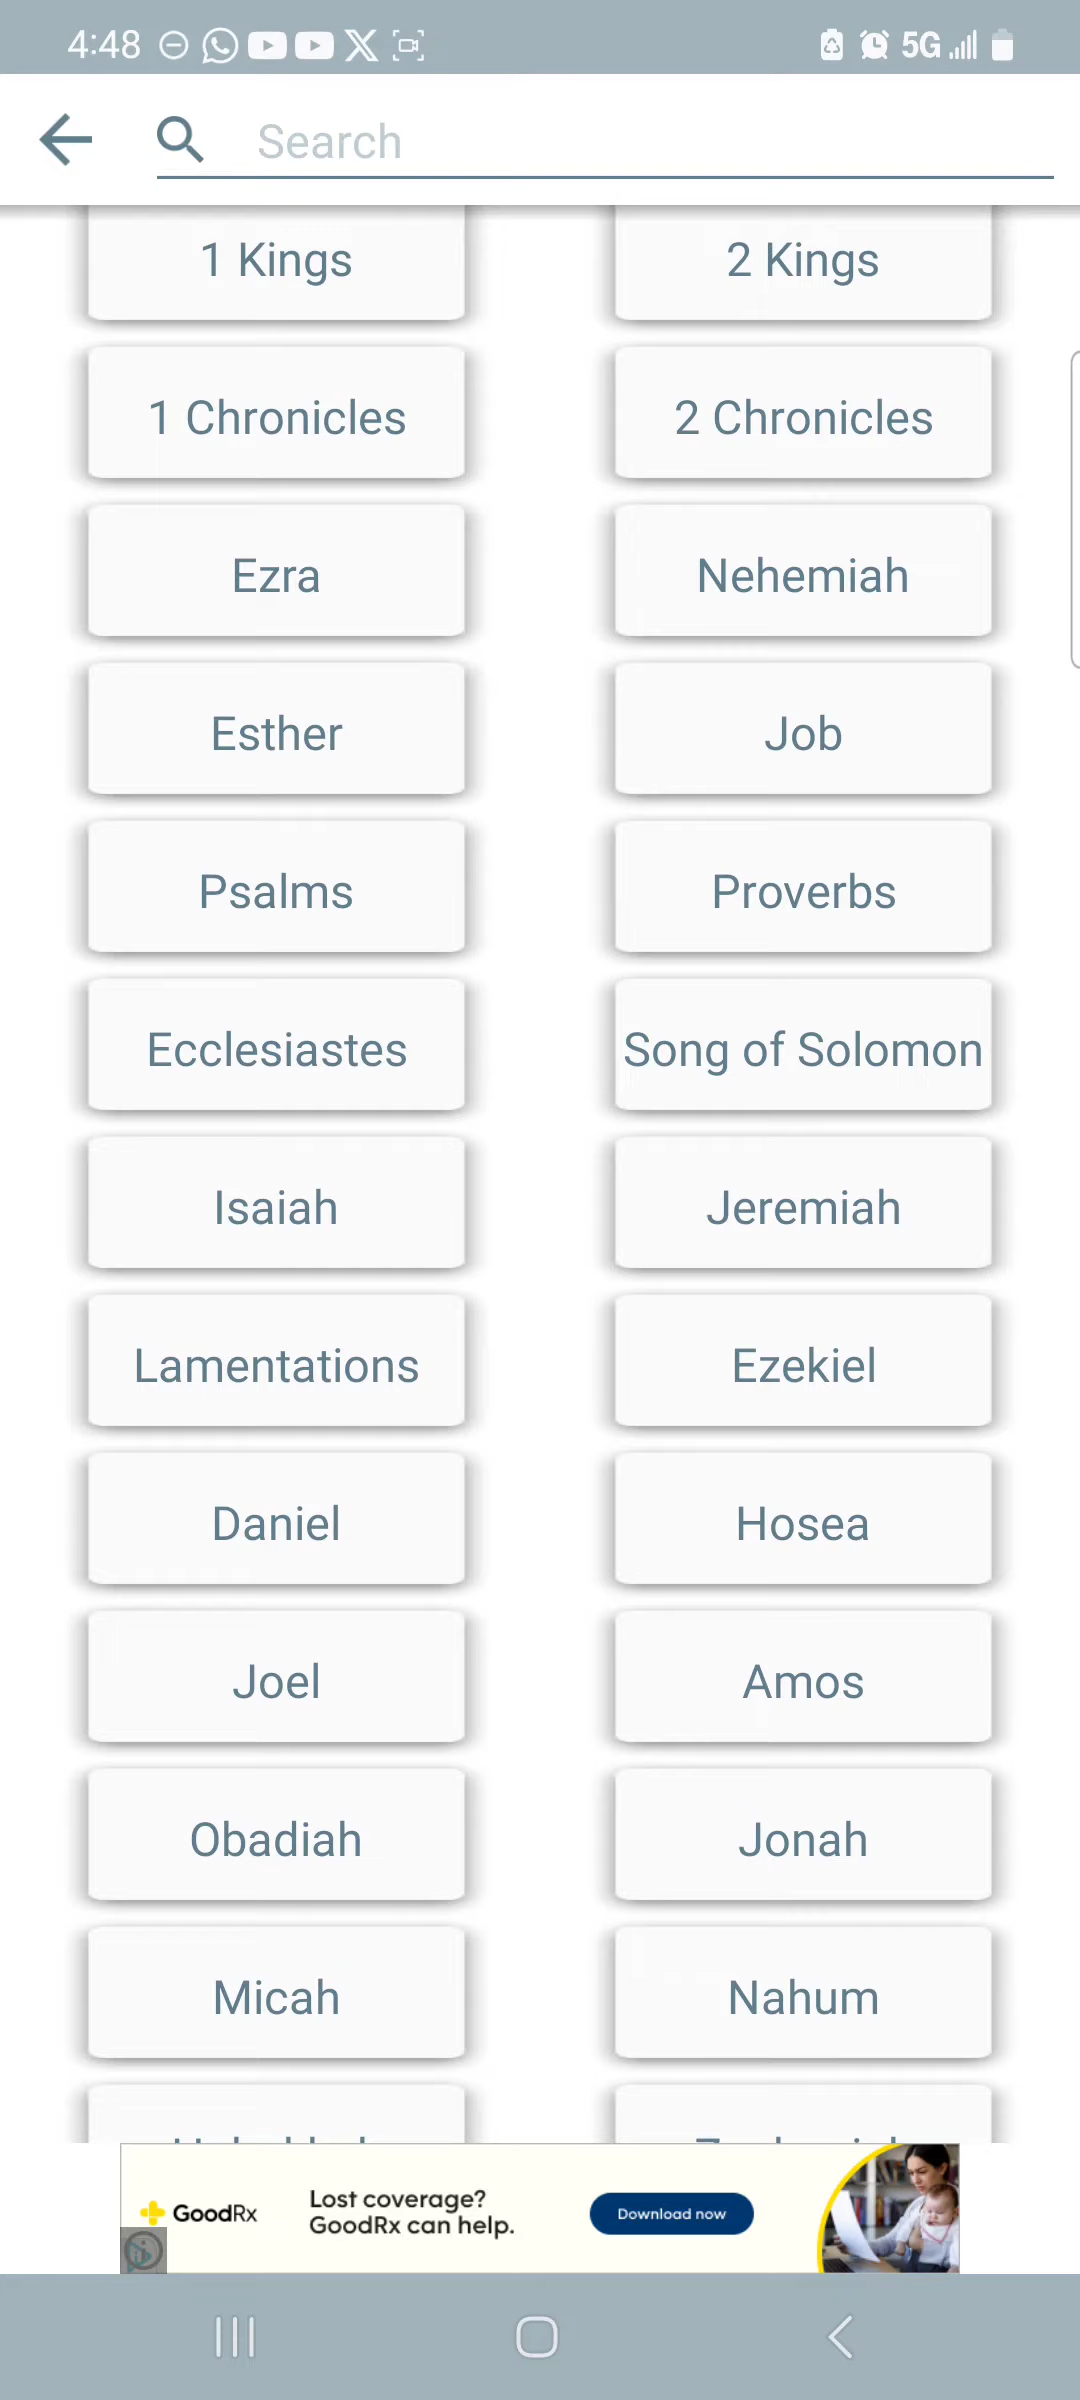 4:48 5G
Search
1 Kings 2 Kings
1 Chronicles 2 Chronicles
Ezra Nehemiah
Esther Job
Psalms Proverbs
Ecclesiastes Song of Solomon
Isaiah Jeremiah
Lamentations Ezekiel
Daniel Hosea
Joel Amos
Obadiah Jonah
Micah Nahum
GoodRx
Lost coverage?
GoodRx can help.
Download now